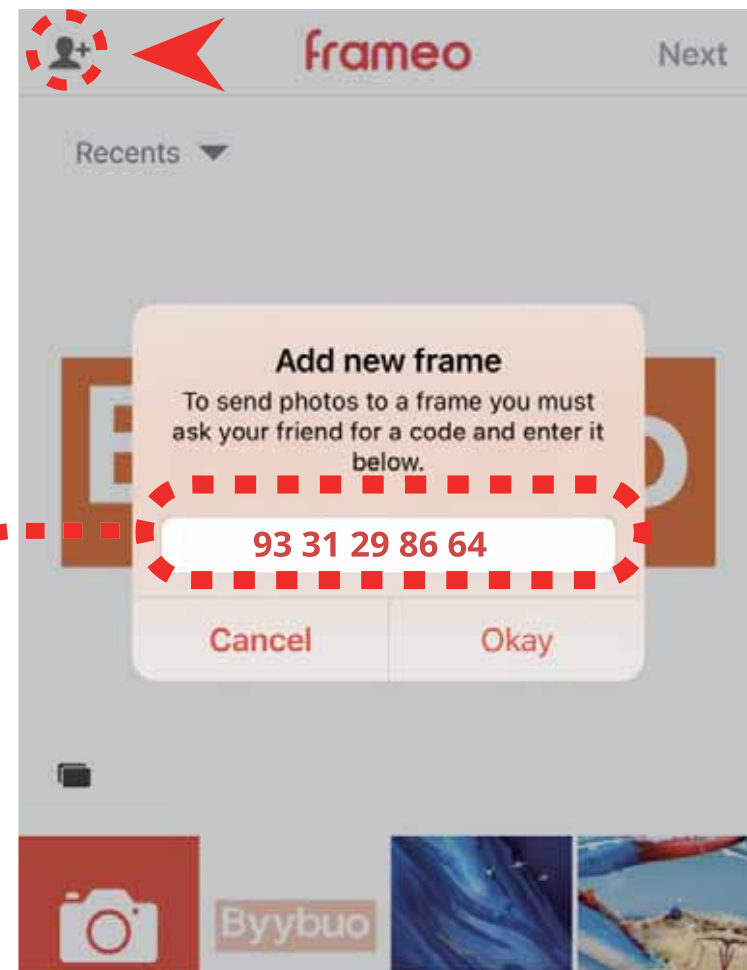 frameo
Next
Recents
Add new frame
To send photos to a frame you must
ask your friend for a code and enter it
below.
93 31 29 86 64
Cancel
Okay
Byybuo